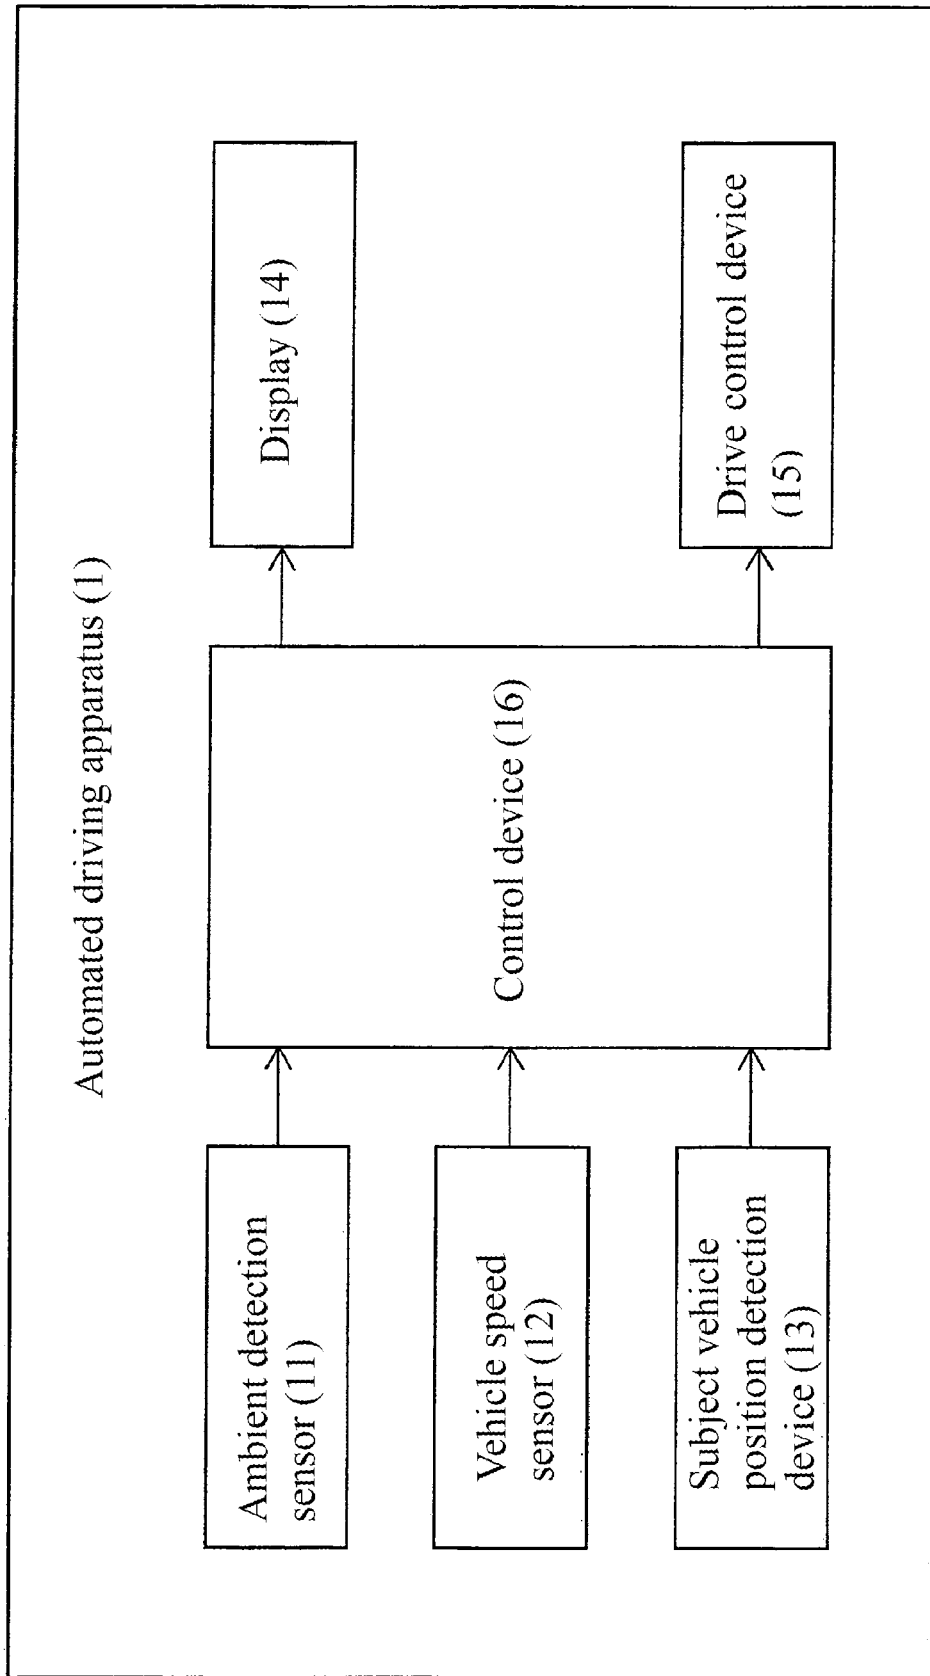 Automated driving apparatus (1)
Ambient detection
sensor (11)
Vehicle speed
sensor (12)
Subject vehicle
position detection
device (13)
Control device (16)
Display (14)
Drive control device
(15)